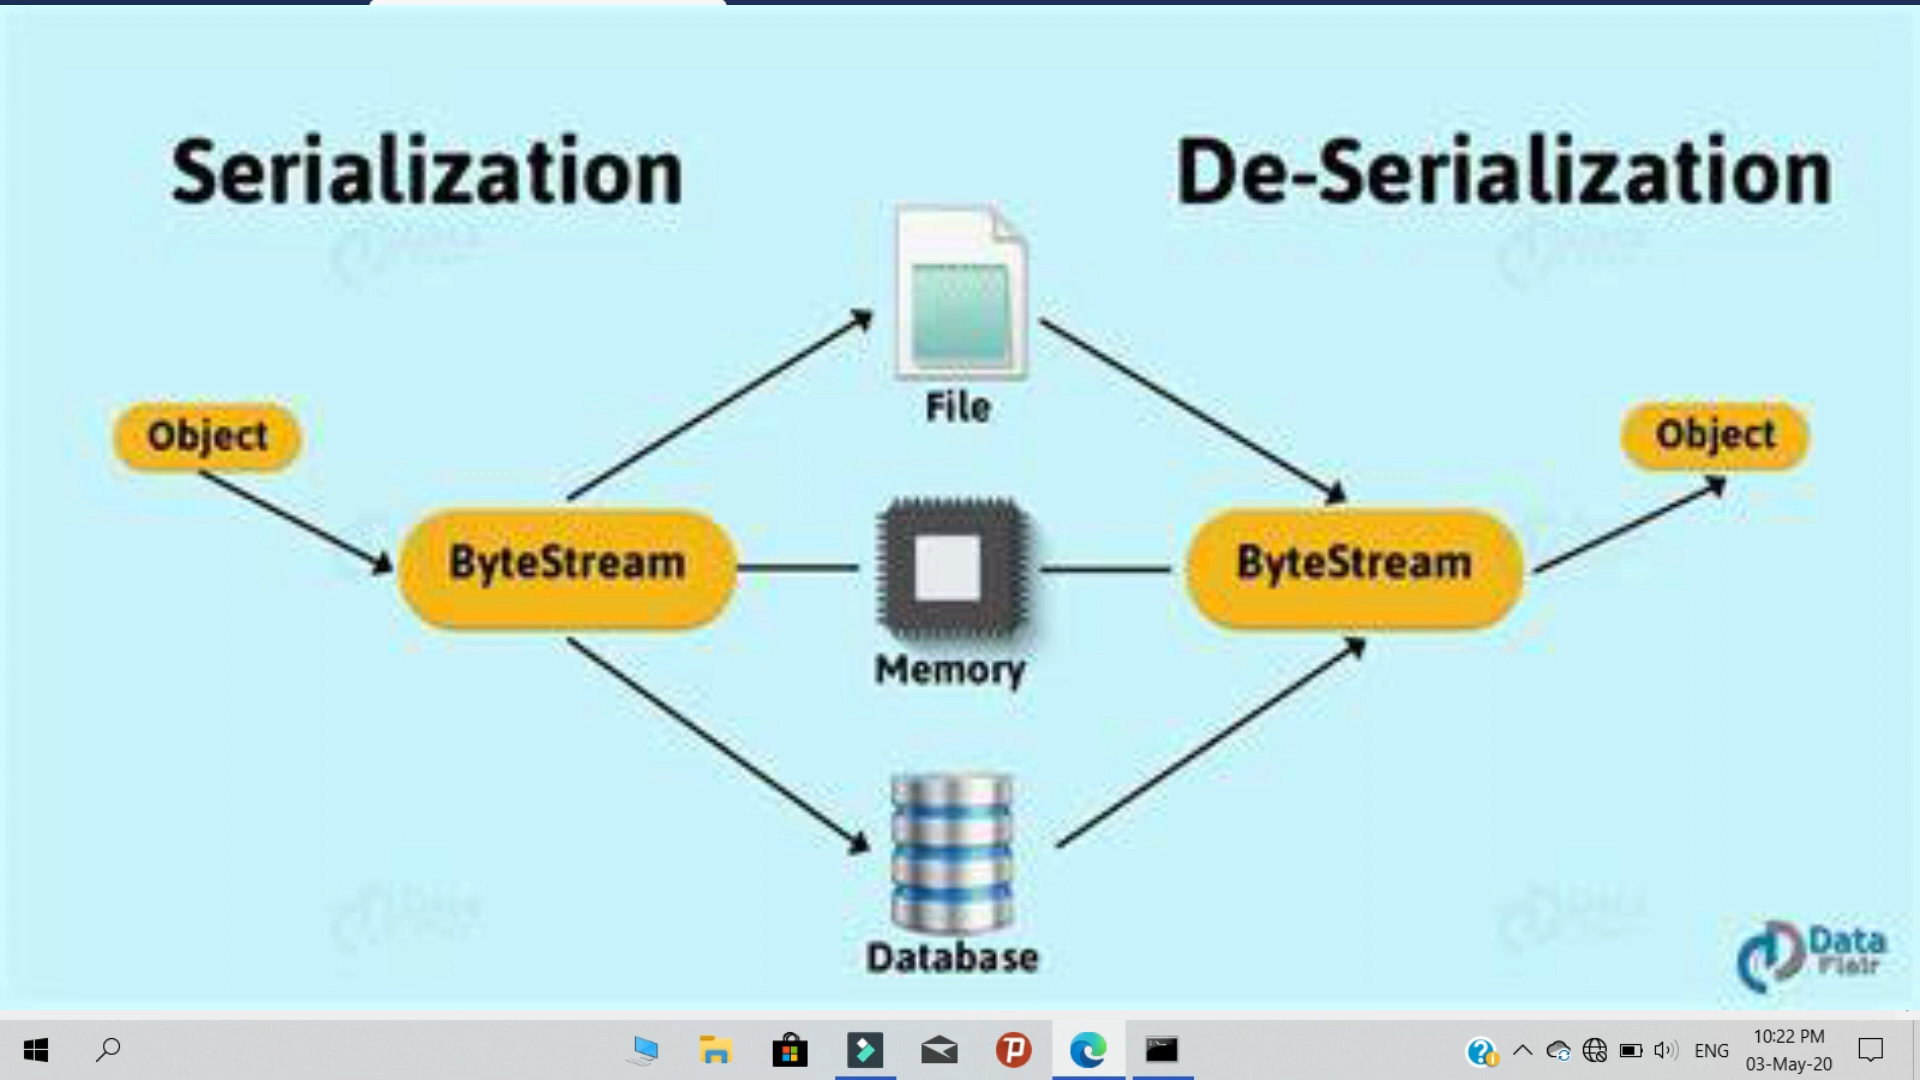 Serialization
De-Serialization
File
Object
Object
ByteStream
ByteStream
Memory
Database
Data
Flair
ENG
10:22 PM
03-May-20